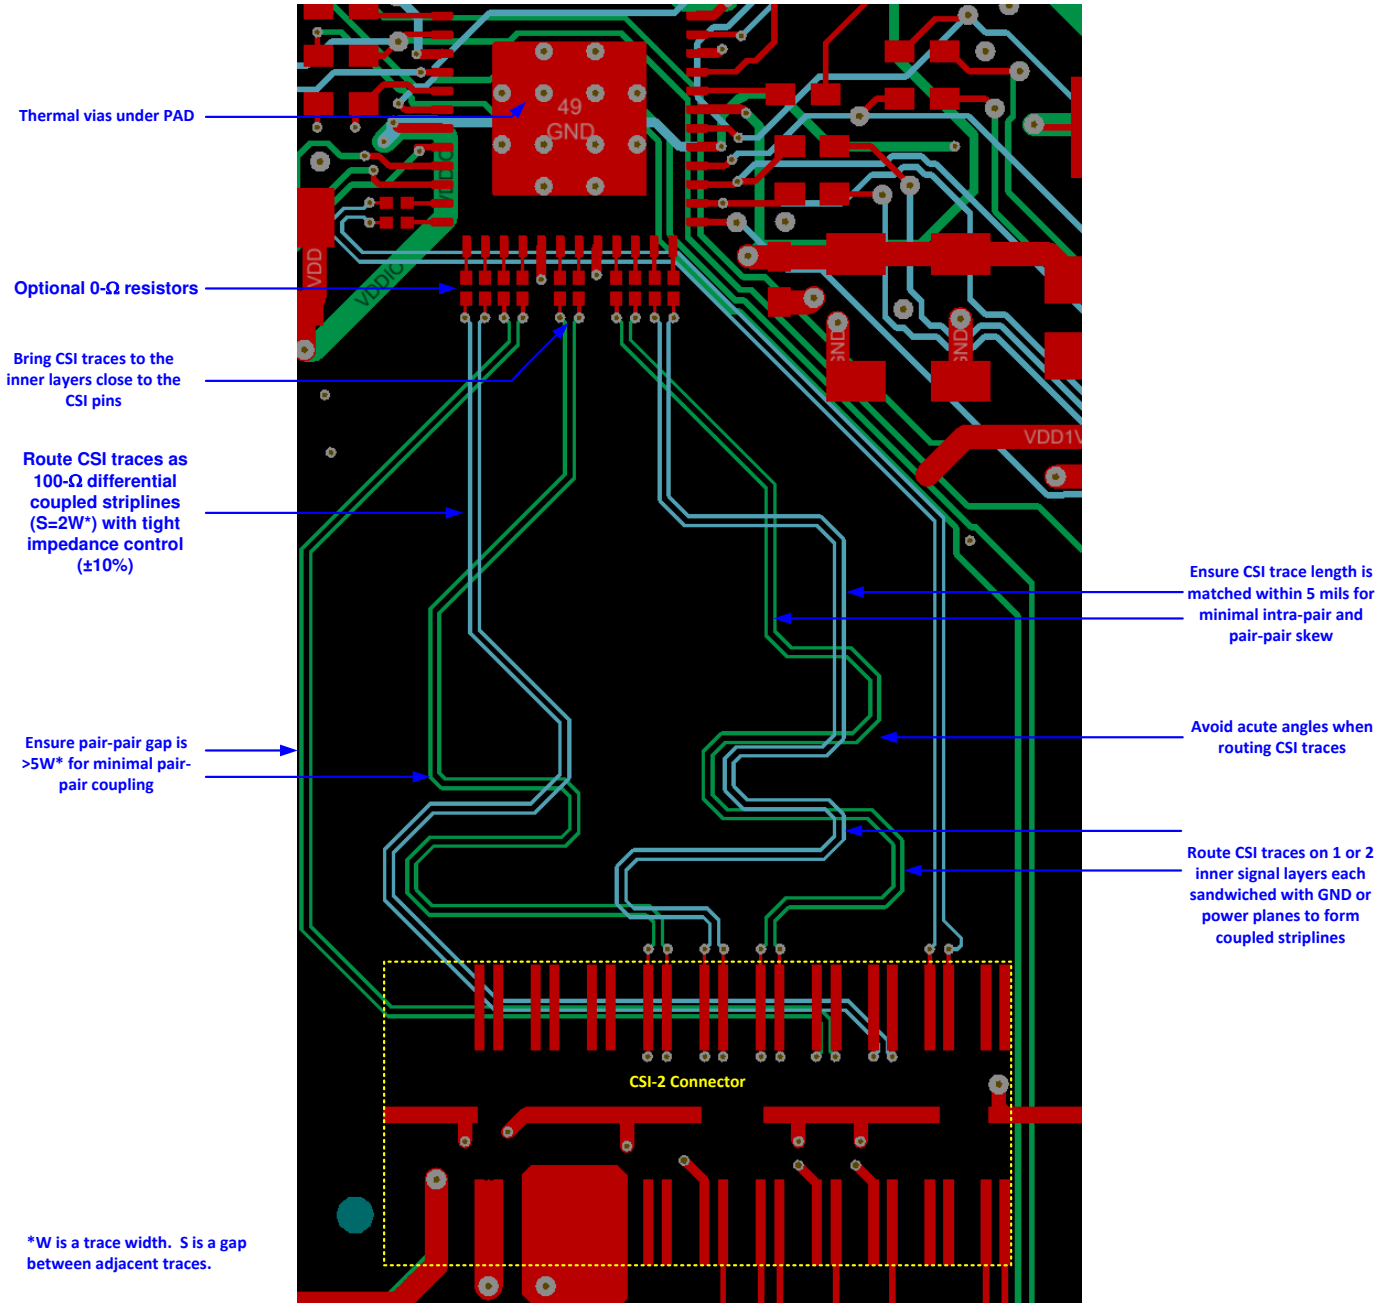 Thermal vias under PAD
49
GND
VDDIO
VDD
VDDIO
Optional 0-Ω resistors
Bring CSI traces to the
inner layers close to the
CSI pins
GND
GND
VDD1V
Route CSI traces as
100-Ω differential
coupled striplines
(S=2W*) with tight
impedance control
(±10%)
Ensure CSI trace length is
matched within 5 mils for
minimal intra-pair and
pair-pair skew
Ensure pair-pair gap is
>5W* for minimal pair-
pair coupling
Avoid acute angles when
routing CSI traces
Route CSI traces on 1 or 2
inner signal layers each
sandwiched with GND or
power planes to form
coupled striplines
CSI-2 Connector
*W is a trace width.  S is a gap
between adjacent traces.